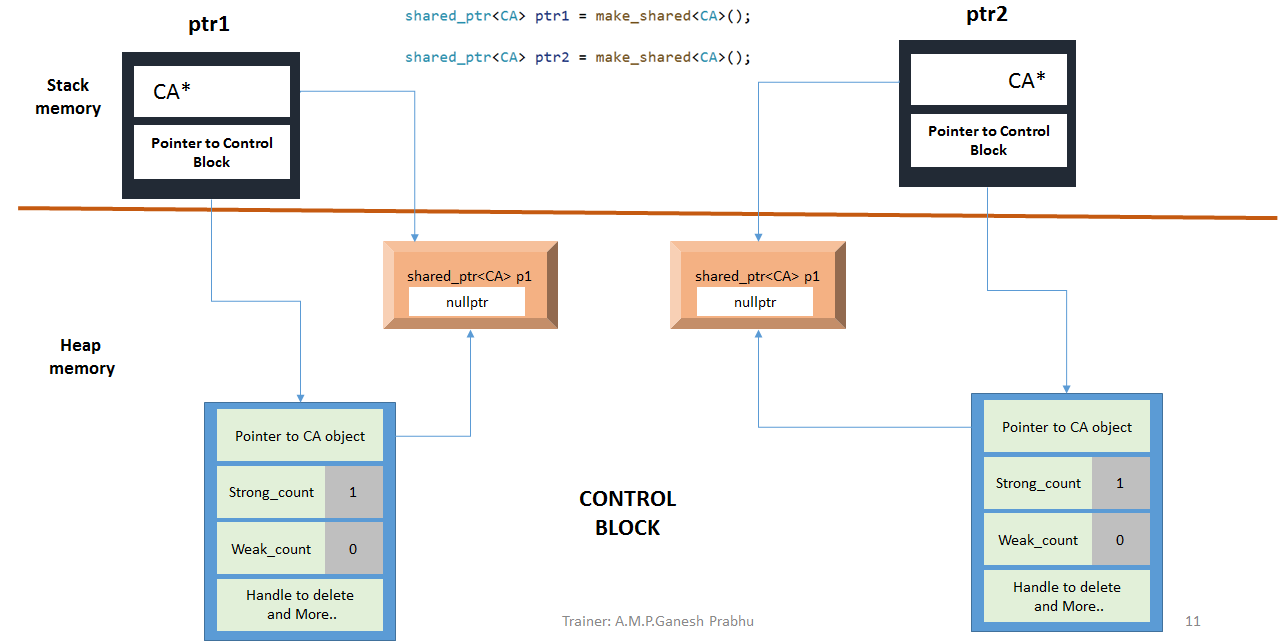 ptr1
shared_ptr<CA> ptr1 = make_shared<CA>();
ptr2
shared_ptr<CA> ptr2 = make_shared<CA>();
Stack
memory
CA*
Pointer to Control
Block
CA*
Pointer to Control
Block
shared_ptr<CA> p1
nullptr
shared_ptr<CA> p1
nullptr
Heap
memory
Pointer to CA object
Strong_count 1
Weak_count 0
Handle to delete
and More..
CONTROL
BLOCK
Pointer to CA object
Strong_count 1
Weak_count 0
Handle to delete
and More..
Trainer: A.M.P.Ganesh Prabhu
11